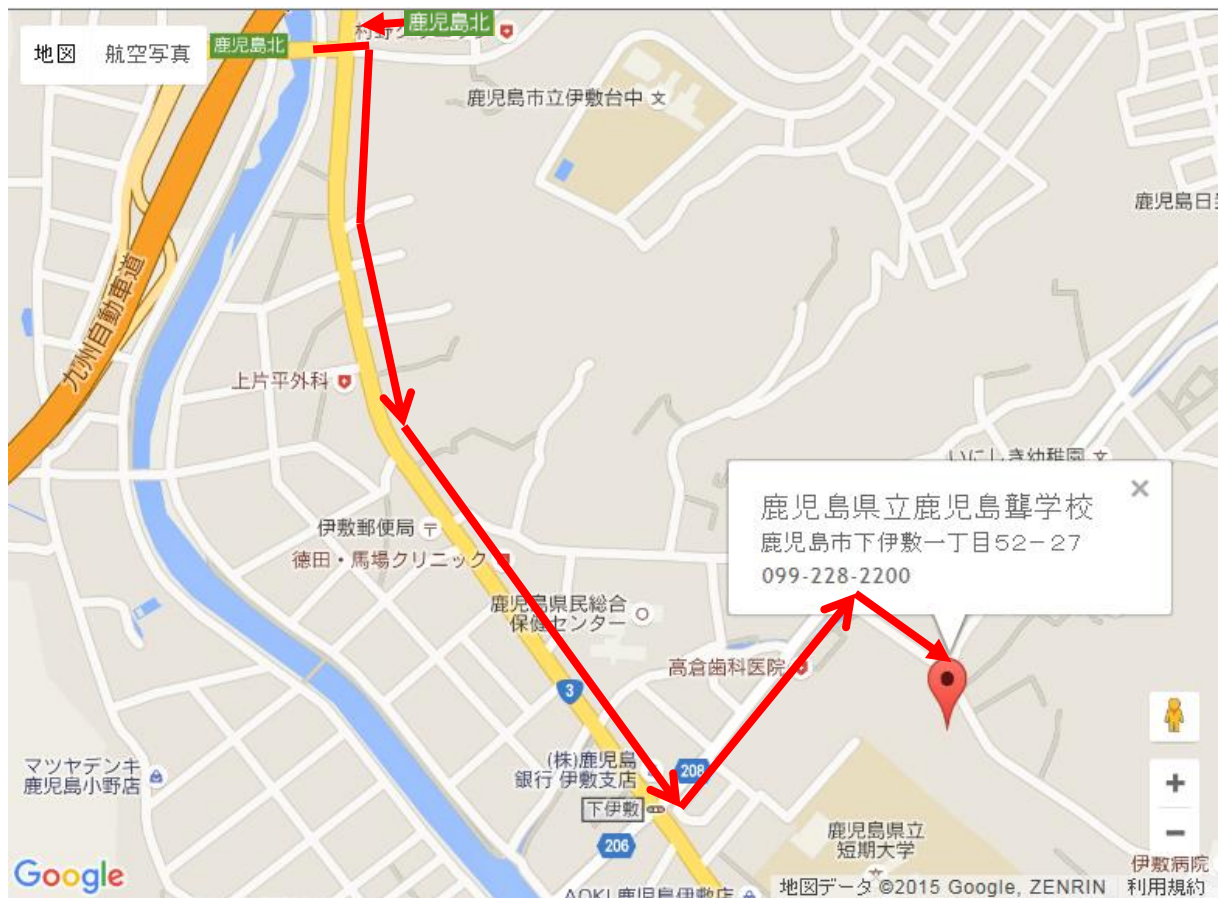 地図 航空写真
鹿児島北
鹿児島北
鹿児島市立伊敷台中 文
九州自動車道
上片平外科
いにしき幼稚園 文
鹿児島県立鹿児島聾学校
鹿児島市下伊敷一丁目52-27
099-228-2200
伊敷郵便局 〒
徳田・馬場クリニック
鹿児島県民総合
保健センター
高倉歯科医院
3
(株)鹿児島
銀行 伊敷支店
208
下伊敷
206
マツヤデンキ
鹿児島小野店
鹿児島県立
短期大学
文
伊敷病院
AOKI 鹿児島伊敷店
Google
地図データ ©2015 Google, ZENRIN 利用規約